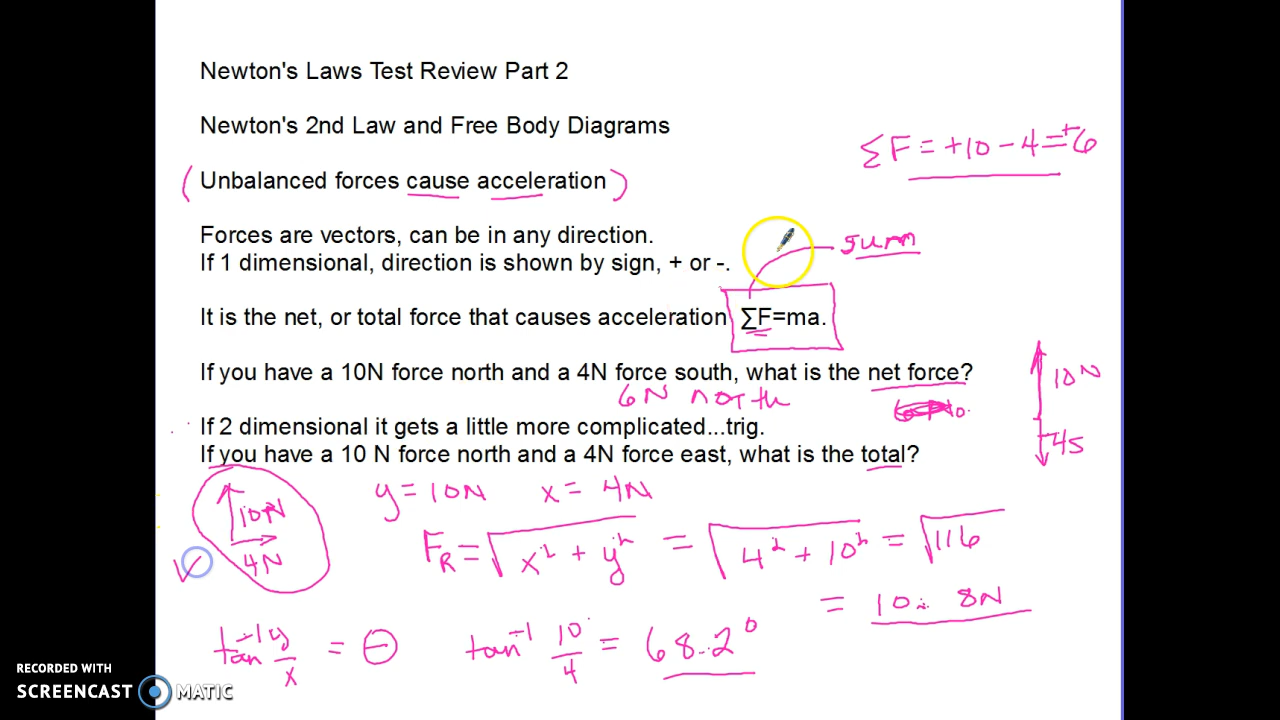 Newton's Laws Test Review Part 2
Newton's 2nd Law and Free Body Diagrams
∑F = +10 - 4 = +6
(Unbalanced forces cause acceleration)
Forces are vectors, can be in any direction.
sum
If 1 dimensional, direction is shown by sign, + or -.
It is the net, or total force that causes acceleration ∑F=ma.
If you have a 10N force north and a 4N force south, what is the net force?
10N
6N north
If 2 dimensional it gets a little more complicated...trig.
45
If you have a 10 N force north and a 4N force east, what is the total?
y = 10N x = 4N
10N
4N
F_R = √x² + y² = √4² + 10² = √116
= 10.8N
tan⁻¹ y/x = θ tan⁻¹ 10/4 = 68.2°
RECORDED WITH
SCREENCAST MATIC